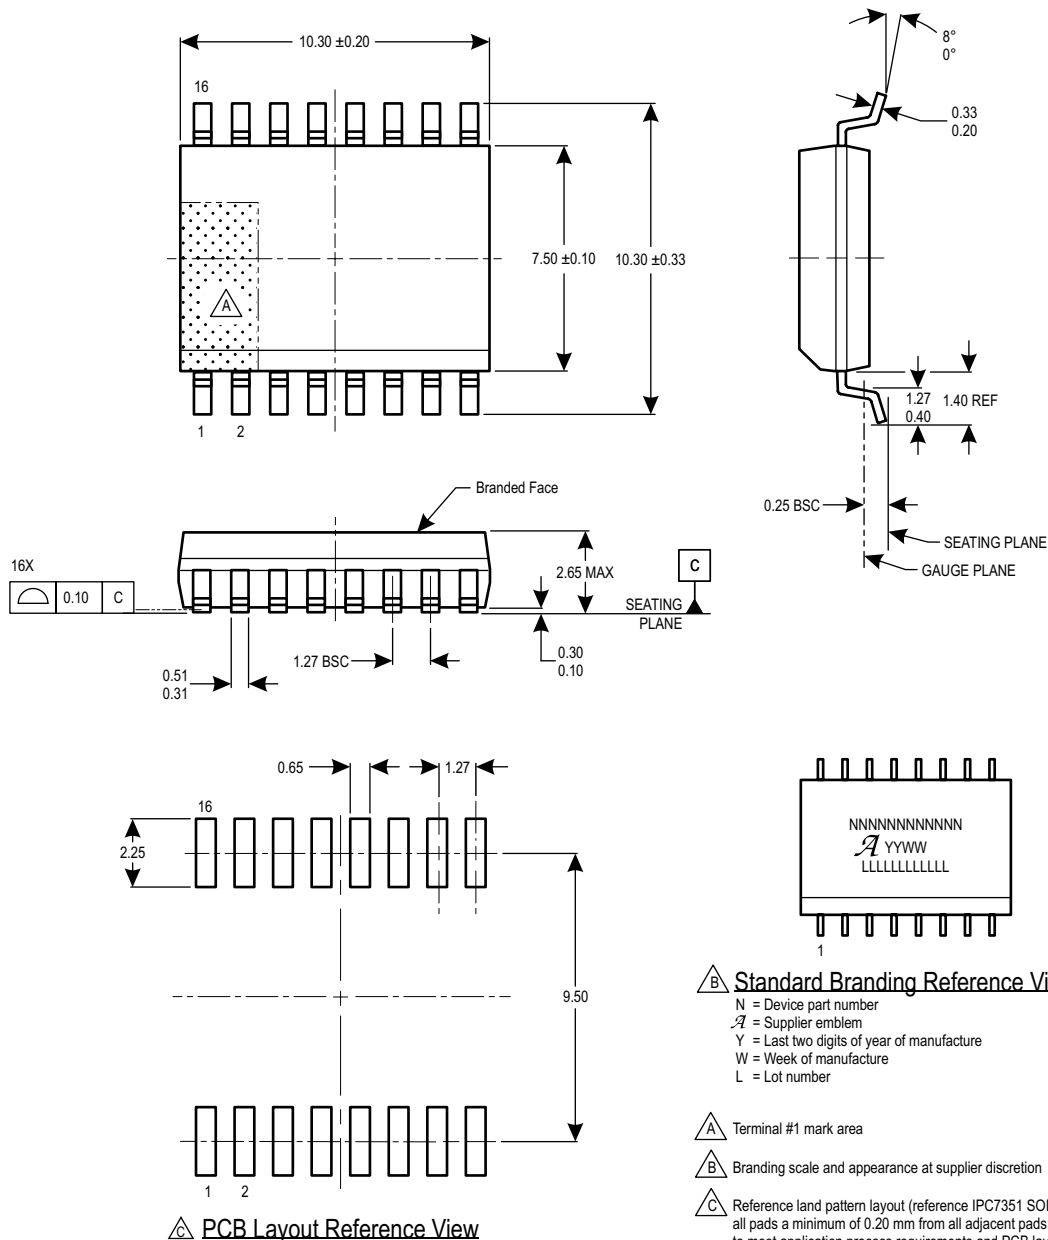 10.30 ±0.20
16
7.50 ±0.10
10.30 ±0.33
A
1 2
8°
0°
0.33
0.20
1.27
0.40
1.40 REF
0.25 BSC
SEATING PLANE
GAUGE PLANE
Branded Face
16X
0.10 C
2.65 MAX
C
SEATING
PLANE
0.30
0.10
1.27 BSC
0.51
0.31
0.65
1.27
16
2.25
9.50
1 2
C PCB Layout Reference View
NNNNNNNNNNNN
A YYWW
LLLLLLLLLLLL
1
B Standard Branding Reference Vi
N = Device part number
A = Supplier emblem
Y = Last two digits of year of manufacture
W = Week of manufacture
L = Lot number
A Terminal #1 mark area
B Branding scale and appearance at supplier discretion
C Reference land pattern layout (reference IPC7351 SOI
all pads a minimum of 0.20 mm from all adjacent pads
to meet application process requirements and PCB lay